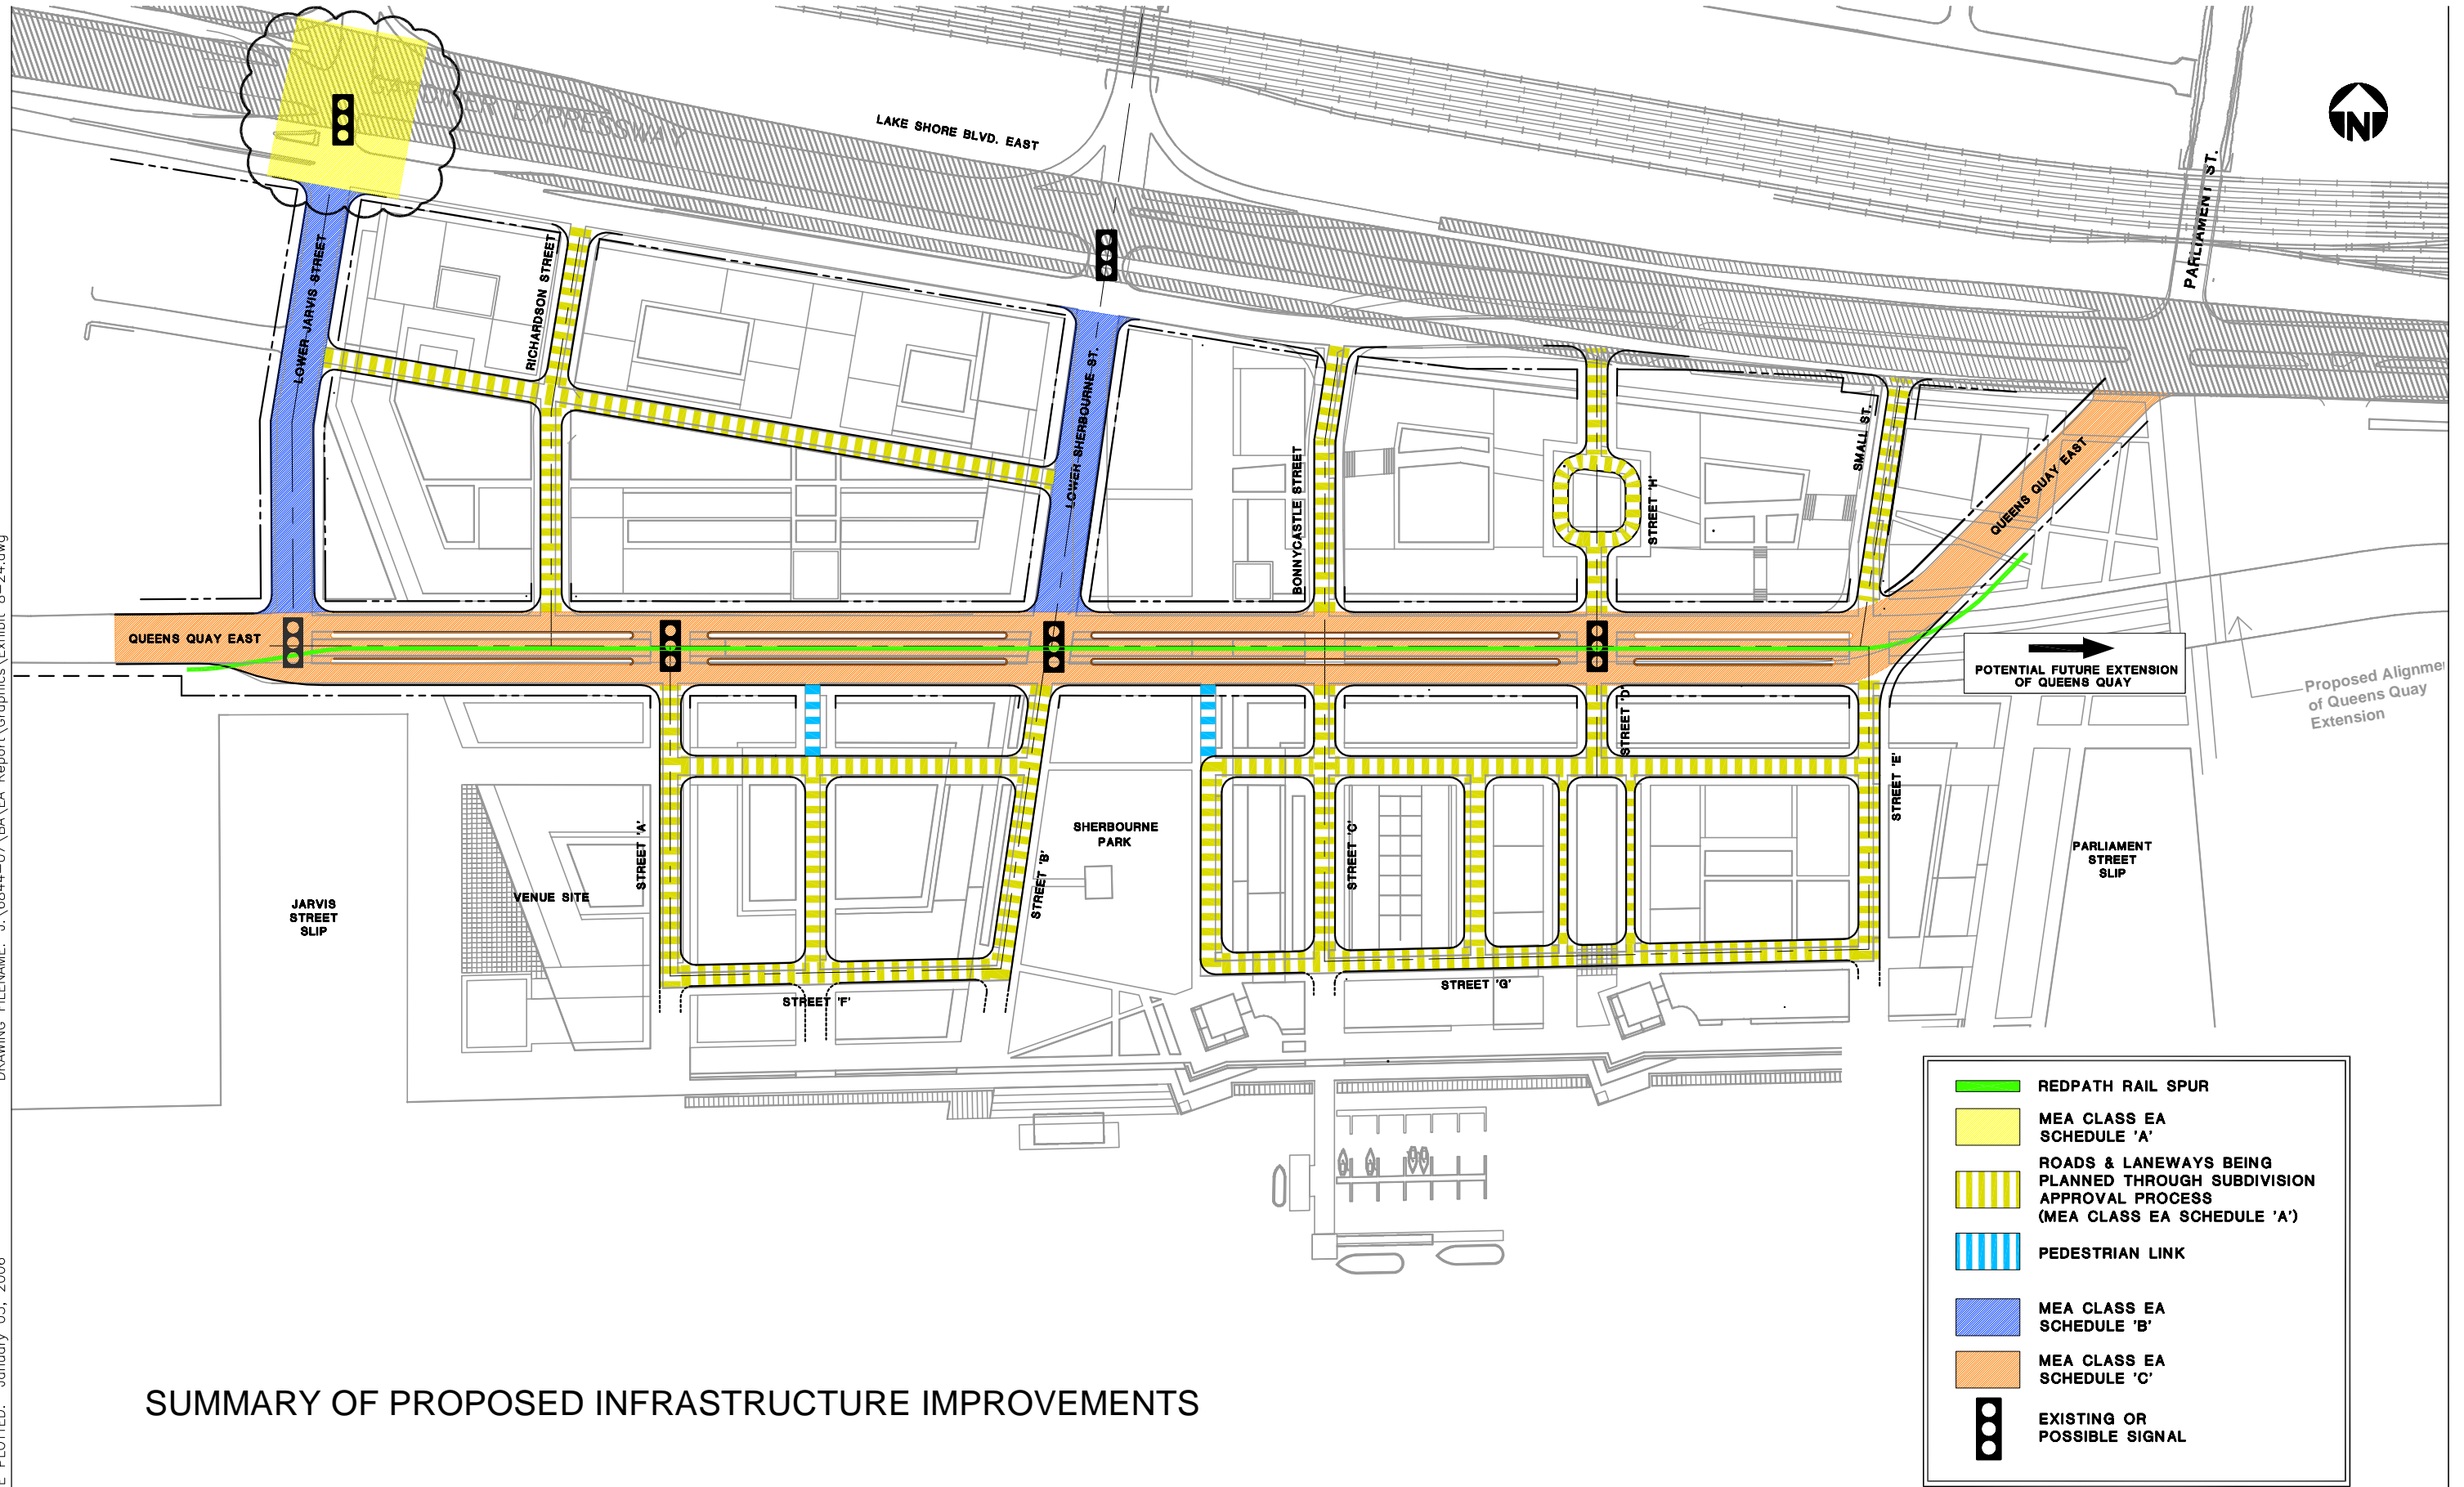 GARDINER EXPRESSWAY
LAKE SHORE BLVD. EAST
N
PARLIAMENT ST.
LOWER JARVIS STREET
RICHARDSON STREET
LOWER SHERBOURNE ST.
BONNYCASTLE STREET
STREET 'H'
SMALL ST.
QUEENS QUAY EAST
QUEENS QUAY EAST
POTENTIAL FUTURE EXTENSION
OF QUEENS QUAY
Proposed Alignme
of Queens Quay
Extension
STREET 'A'
STREET 'B'
STREET 'C'
STREET 'D'
STREET 'E'
STREET 'F'
STREET 'G'
SHERBOURNE
PARK
VENUE SITE
JARVIS
STREET
SLIP
PARLIAMENT
STREET
SLIP
REDPATH RAIL SPUR
MEA CLASS EA
SCHEDULE 'A'
ROADS & LANEWAYS BEING
PLANNED THROUGH SUBDIVISION
APPROVAL PROCESS
(MEA CLASS EA SCHEDULE 'A')
PEDESTRIAN LINK
MEA CLASS EA
SCHEDULE 'B'
MEA CLASS EA
SCHEDULE 'C'
EXISTING OR
POSSIBLE SIGNAL
SUMMARY OF PROPOSED INFRASTRUCTURE IMPROVEMENTS